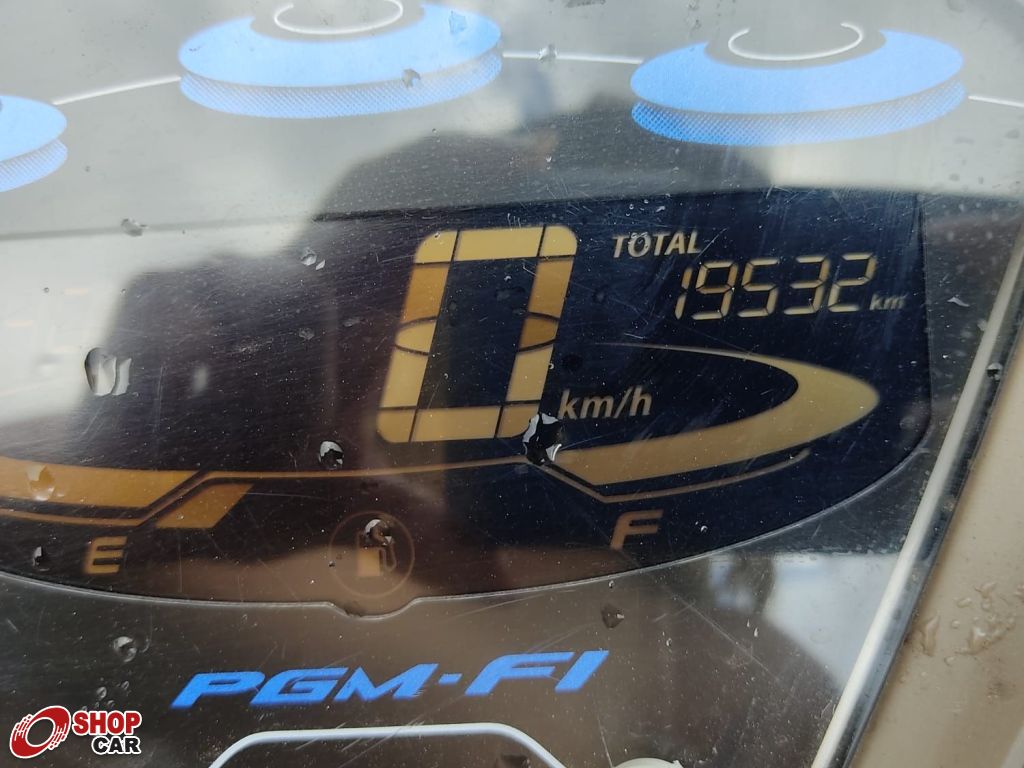 TOTAL
19532 km
0 km/h
E
F
PGM-FI
SHOP
CAR